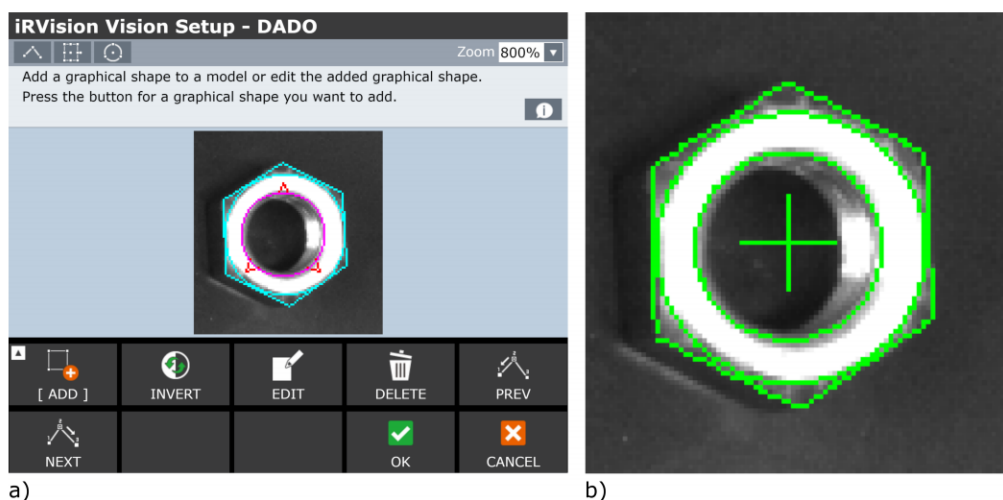 iRVision Vision Setup - DADO
Zoom 800%
Add a graphical shape to a model or edit the added graphical shape.
Press the button for a graphical shape you want to add.
[ ADD ]
INVERT
EDIT
DELETE
PREV
NEXT
OK
CANCEL
a)
b)